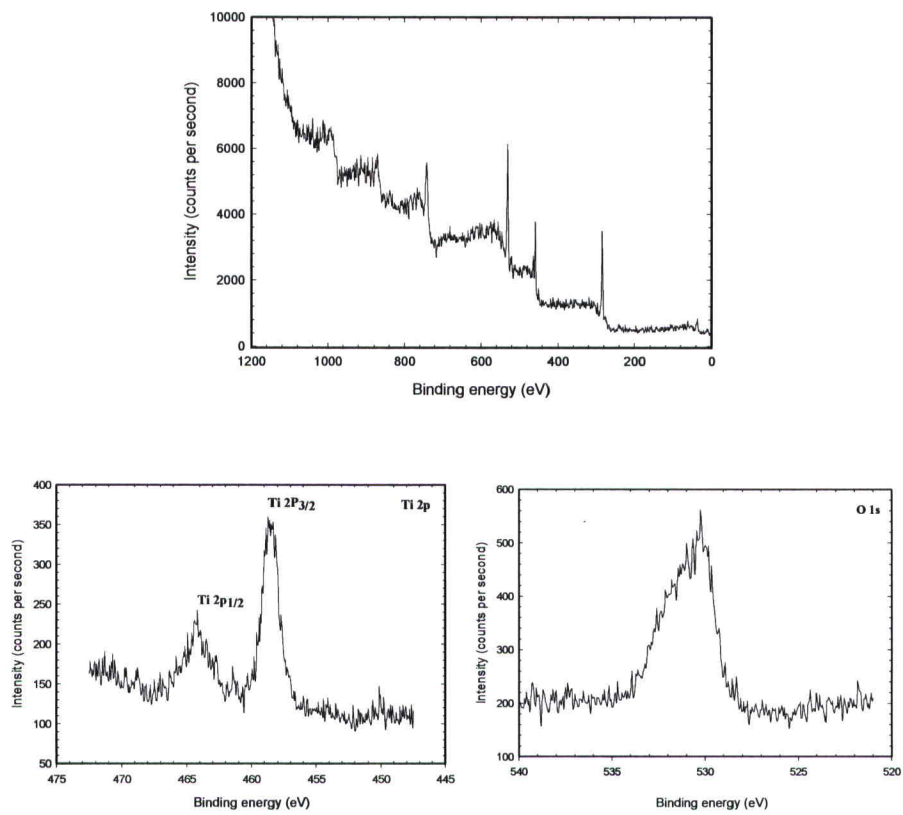 10000
8000
6000
4000
2000
0
Intensity (counts per second)
1200 1000 800 600 400 200 0
Binding energy (eV)
400
350
300
250
200
150
100
50
Intensity (counts per second)
Ti 2P3/2
Ti 2p
Ti 2p1/2
475 470 465 460 455 450 445
Binding energy (eV)
600
500
400
300
200
100
Intensity (counts per second)
O 1s
540 535 530 525 520
Binding energy (eV)